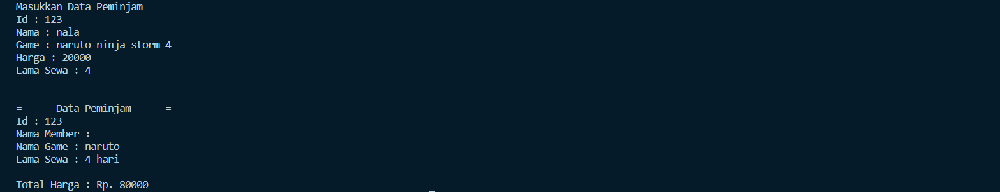 Masukkan Data Peminjam
Id : 123
Nama : nala
Game : naruto ninja storm 4
Harga : 20000
Lama Sewa : 4
=----- Data Peminjam -----=
Id : 123
Nama Member :
Nama Game : naruto
Lama Sewa : 4 hari
Total Harga : Rp. 80000